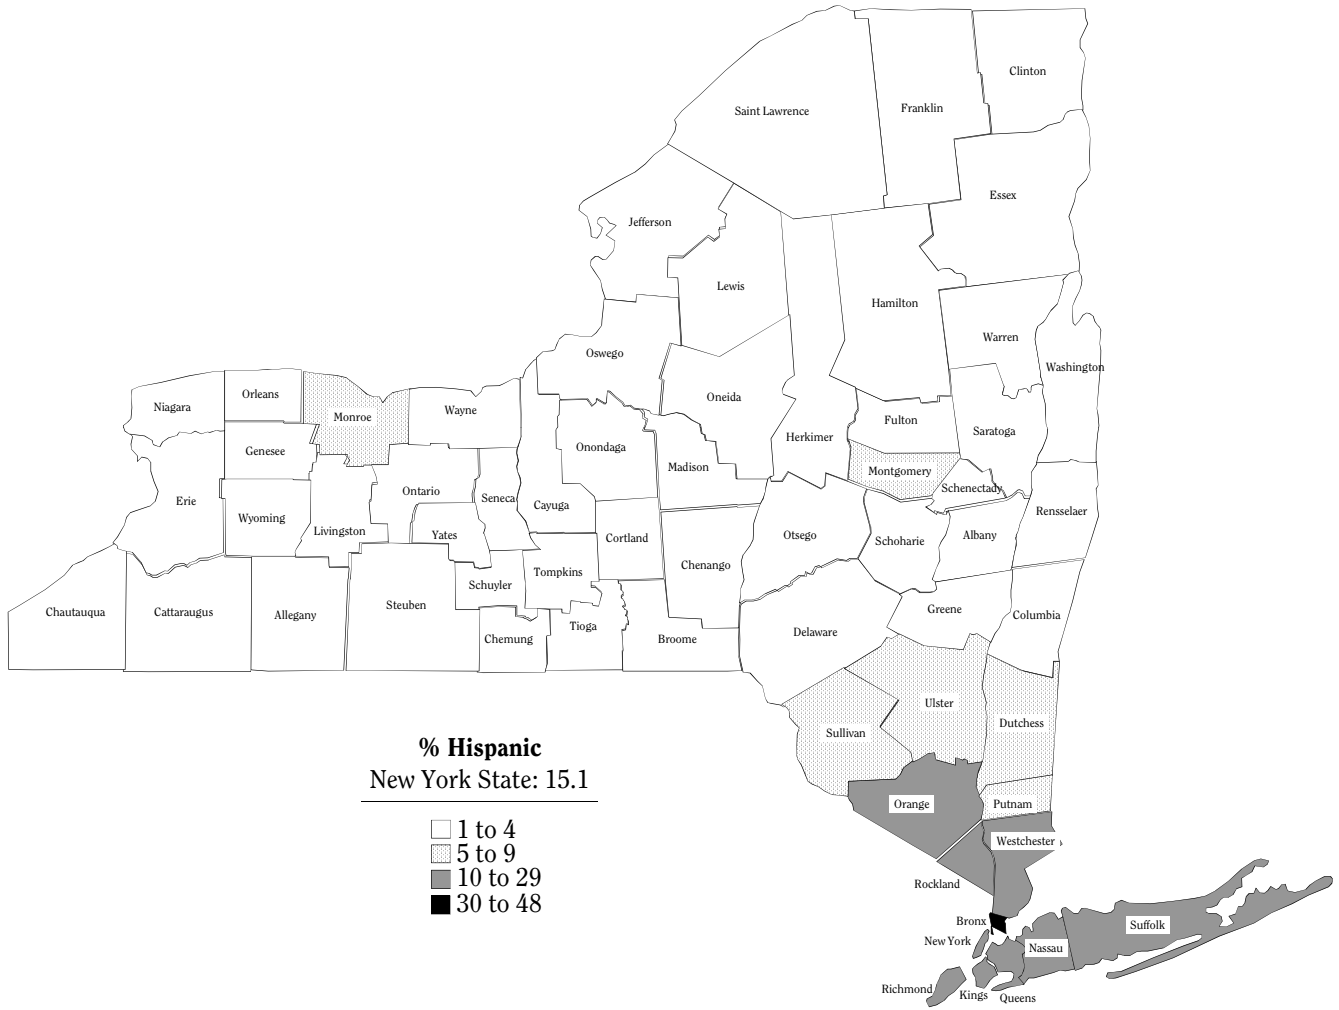 Clinton
Saint Lawrence
Franklin
Essex
Jefferson
Lewis
Hamilton
Warren
Oswego
Washington
Orleans
Oneida
Niagara
Wayne
Monroe
Fulton
Saratoga
Herkimer
Onondaga
Genesee
Madison
Montgomery
Schenectady
Ontario
Seneca
Erie
Cayuga
Rensselaer
Wyoming
Livingston
Yates
Otsego
Albany
Cortland
Schoharie
Chenango
Tompkins
Schuyler
Steuben
Greene
Chautauqua
Cattaraugus
Allegany
Columbia
Tioga
Delaware
Chemung
Broome
Ulster
Dutchess
Sullivan
% Hispanic
New York State: 15.1
1 to 4
5 to 9
10 to 29
30 to 48
Orange
Putnam
Westchester
Rockland
Bronx
Suffolk
New York
Nassau
Richmond
Kings
Queens